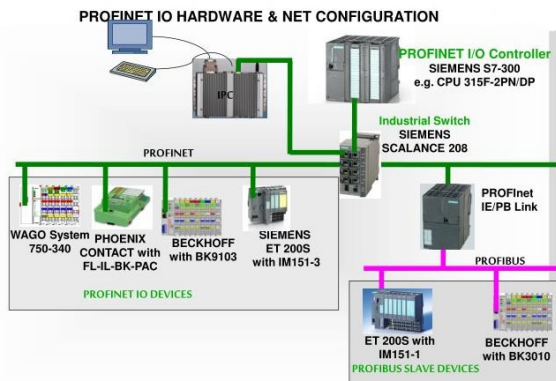 PROFINET IO HARDWARE & NET CONFIGURATION
IPC
PROFINET I/O Controller
SIEMENS S7-300
e.g. CPU 315F-2PN/DP
Industrial Switch
SIEMENS
SCALANCE 208
PROFINET
PROFInet
IE/PB Link
WAGO System
750-340
PHOENIX
CONTACT with
FL-IL-BK-PAC
BECKHOFF
with BK9103
SIEMENS
ET 200S
with IM151-3
PROFINET IO DEVICES
PROFIBUS
ET 200S with
IM151-1
BECKHOFF
with BK3010
PROFIBUS SLAVE DEVICES